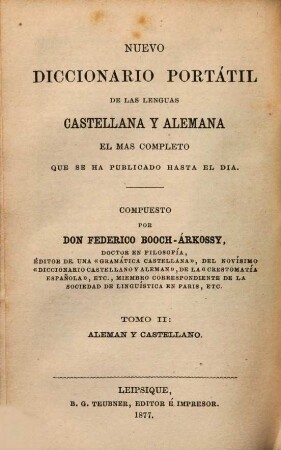 NUEVO
DICCIONARIO PORTÁTIL
DE LAS LENGUAS
CASTELLANA Y ALEMANA
EL MAS COMPLETO
QUE SE HA PUBLICADO HASTA EL DIA.
COMPUESTO
POR
DON FEDERICO BOOCH-ÁRKOSSY,
DOCTOR EN FILOSOFÍA,
ÉDITOR DE UNA «GRAMÁTICA CASTELLANA», DEL NOVÍSIMO
«DICCIONARIO CASTELLANO Y ALEMAN», DE LA «CRESTOMATÍA
ESPAÑOLA», ETC., MIEMBRO CORRESPONDIENTE DE LA
SOCIEDAD DE LINGUÍSTICA EN PARIS, ETC.
TOMO II:
ALEMAN Y CASTELLANO.
LEIPSIQUE,
B. G. TEUBNER, EDITOR É IMPRESOR.
1877.